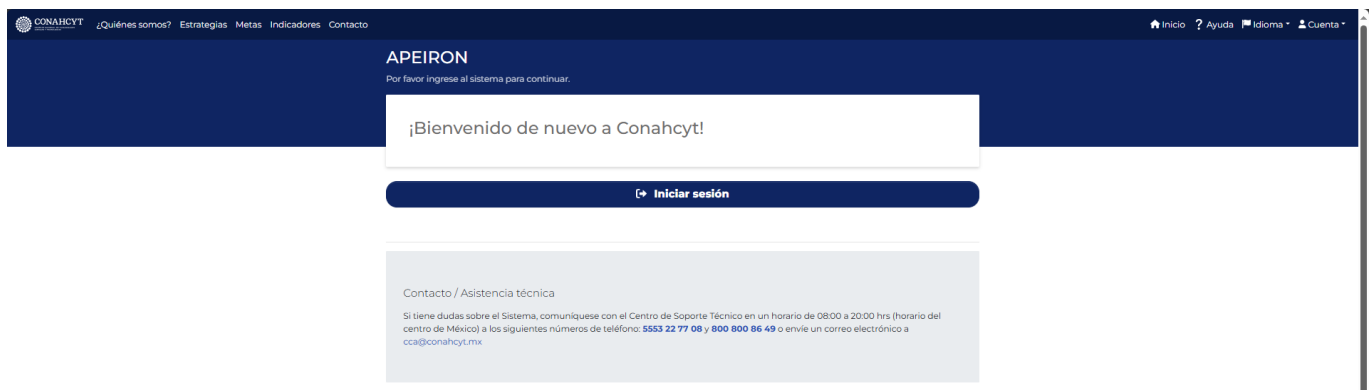 CONAHCYT ¿Quiénes somos? Estrategias Metas Indicadores Contacto Inicio ? Ayuda Idioma Cuenta
APEIRON
Por favor ingrese al sistema para continuar.
¡Bienvenido de nuevo a Conahcyt!
Iniciar sesión
Contacto / Asistencia técnica
Si tiene dudas sobre el Sistema, comuníquese con el Centro de Soporte Técnico en un horario de 08:00 a 20:00 hrs (horario del
centro de México) a los siguientes números de teléfono: 5553 22 77 08 y 800 800 86 49 o envíe un correo electrónico a
cca@conahcyt.mx